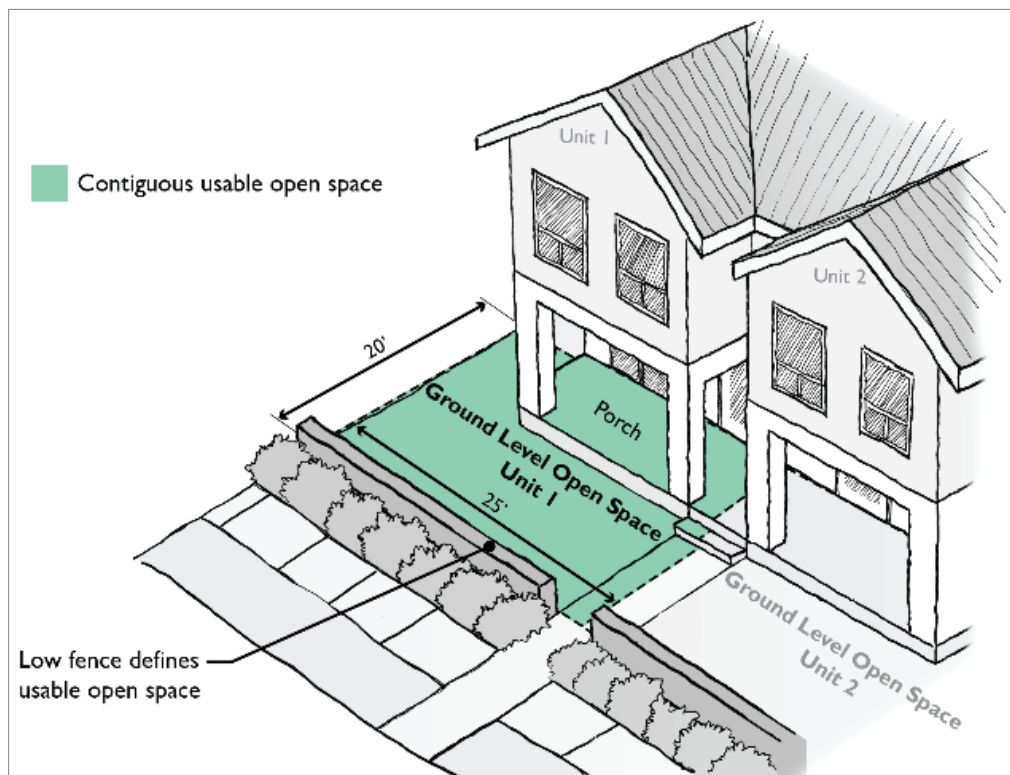 Unit 1
Contiguous usable open space
Unit 2
20'
Porch
Ground Level Open Space
Unit 1
25'
Low fence defines
usable open space
Ground Level Open Space
Unit 2